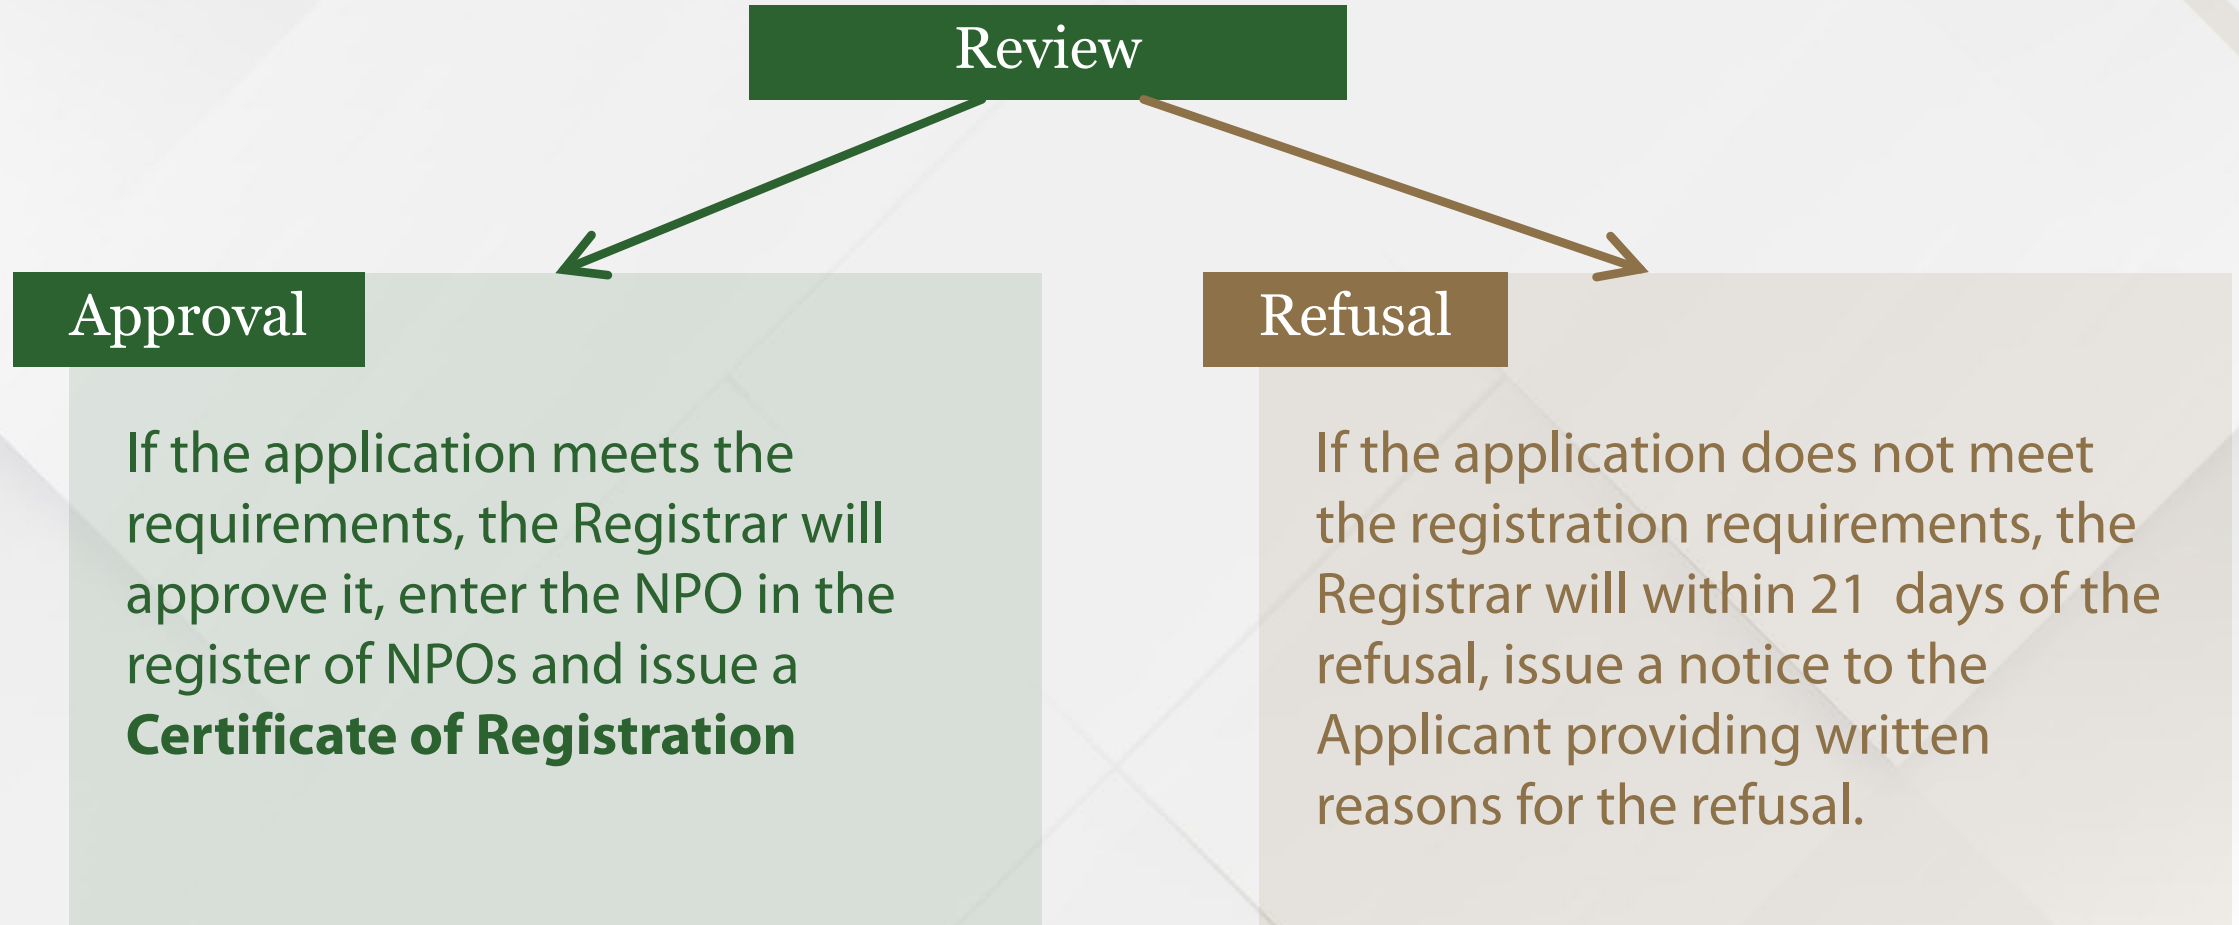 Review
Approval
If the application meets the
requirements, the Registrar will
approve it, enter the NPO in the
register of NPOs and issue a
Certificate of Registration
Refusal
If the application does not meet
the registration requirements, the
Registrar will within 21  days of the
refusal, issue a notice to the
Applicant providing written
reasons for the refusal.